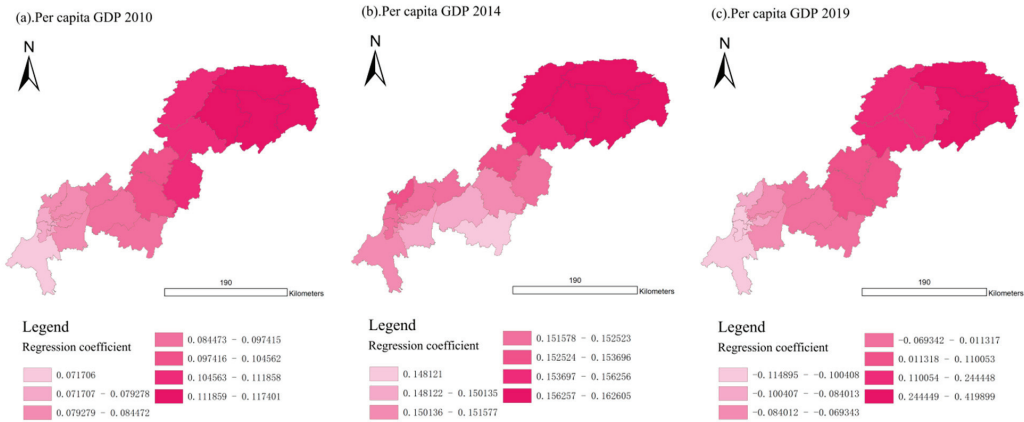 (a).Per capita GDP 2010
N
190
Kilometers
Legend
Regression coefficient
0.071706
0.071707 - 0.079278
0.079279 - 0.084472
0.084473 - 0.097415
0.097416 - 0.104562
0.104563 - 0.111858
0.111859 - 0.117401
(b).Per capita GDP 2014
N
190
Kilometers
Legend
Regression coefficient
0.148121
0.148122 - 0.150135
0.150136 - 0.151577
0.151578 - 0.152523
0.152524 - 0.153696
0.153697 - 0.156256
0.156257 - 0.162605
(c).Per capita GDP 2019
N
190
Kilometers
Legend
Regression coefficient
-0.114895 - -0.100408
-0.100407 - -0.084013
-0.084012 - -0.069343
-0.069342 - 0.011317
0.011318 - 0.110053
0.110054 - 0.244448
0.244449 - 0.419899